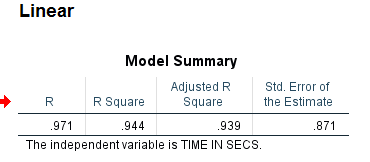 Linear
Model Summary
R R Square Adjusted R Square Std. Error of the Estimate
.971 .944 .939 .871
The independent variable is TIME IN SECS.